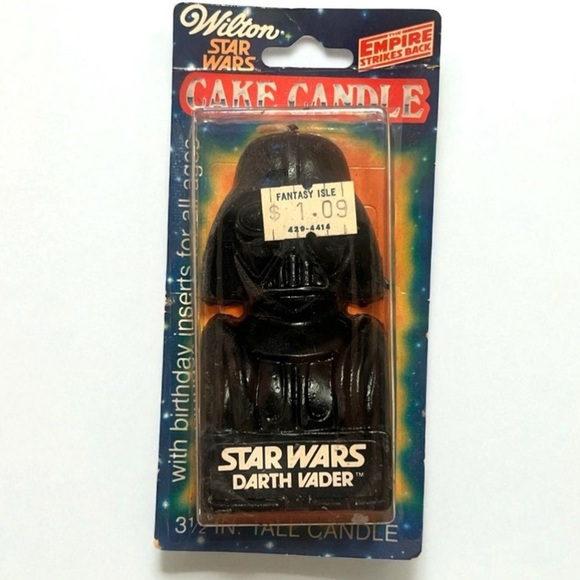 Wilton
STAR
WARS
THE
EMPIRE
STRIKES BACK
CAKE CANDLE
with birthday inserts for all ages
FANTASY ISLE
$ 1.09
429-4414
STAR WARS
DARTH VADER™
3½ IN. TALL CANDLE